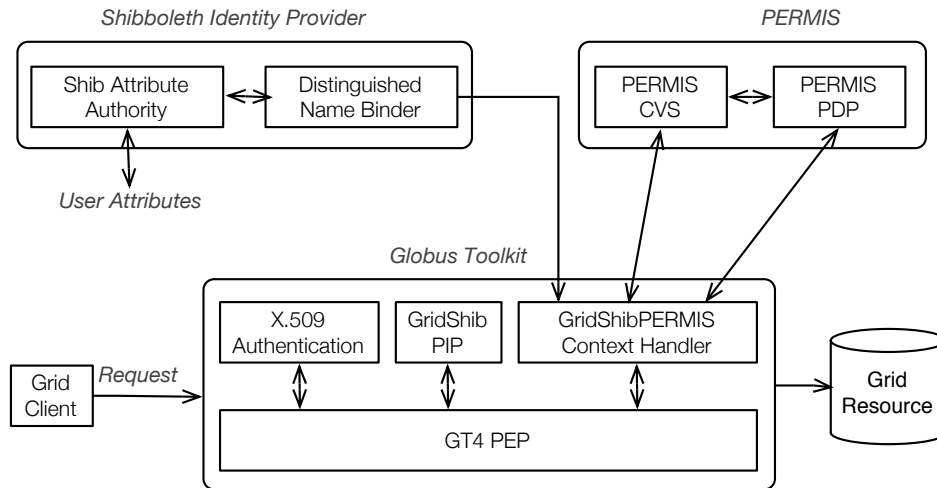 Shibboleth Identity Provider
PERMIS
Shib Attribute
Authority
Distinguished
Name Binder
PERMIS
CVS
PERMIS
PDP
User Attributes
Globus Toolkit
X.509
Authentication
GridShib
PIP
GridShibPERMIS
Context Handler
Grid
Client
Request
Grid
Resource
GT4 PEP